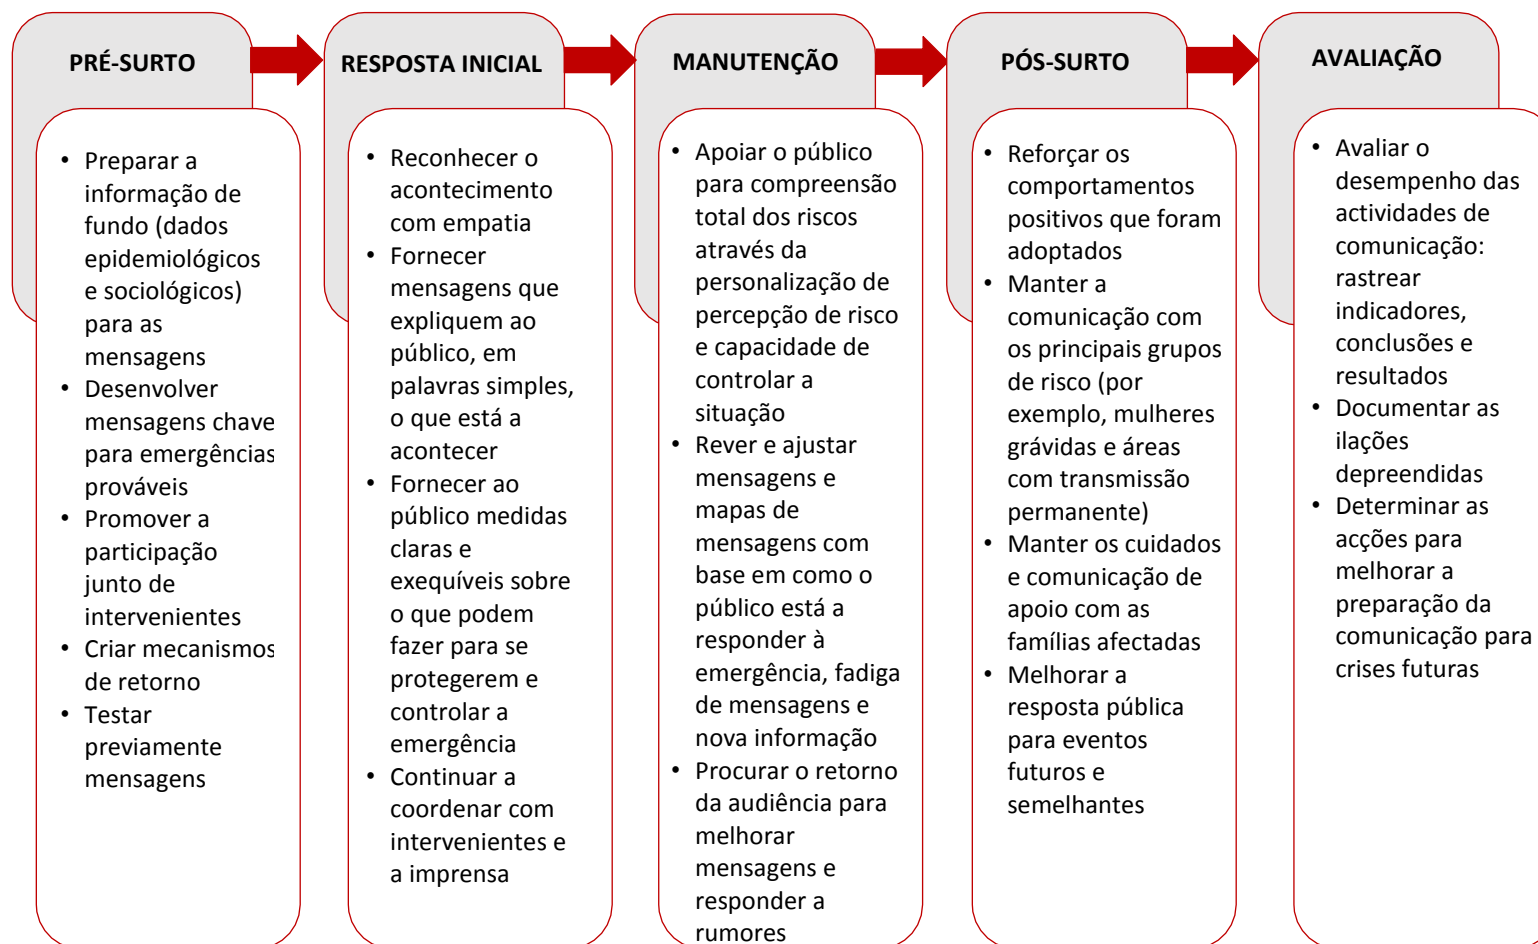 PRÉ-SURTO
• Preparar a
informação de
fundo (dados
epidemiológicos
e sociológicos)
para as
mensagens
• Desenvolver
mensagens chave
para emergências
prováveis
• Promover a
participação
junto de
intervenientes
• Criar mecanismos
de retorno
• Testar
previamente
mensagens
RESPOSTA INICIAL
• Reconhecer o
acontecimento
com empatia
• Fornecer
mensagens que
expliquem ao
público, em
palavras simples,
o que está a
acontecer
• Fornecer ao
público medidas
claras e
exequíveis sobre
o que podem
fazer para se
protegerem e
controlar a
emergência
• Continuar a
coordenar com
intervenientes e
a imprensa
MANUTENÇÃO
• Apoiar o público
para compreensão
total dos riscos
através da
personalização de
percepção de risco
e capacidade de
controlar a
situação
• Rever e ajustar
mensagens e
mapas de
mensagens com
base em como o
público está a
responder à
emergência, fadiga
de mensagens e
nova informação
• Procurar o retorno
da audiência para
melhorar
mensagens e
responder a
rumores
PÓS-SURTO
• Reforçar os
comportamentos
positivos que foram
adoptados
• Manter a
comunicação com
os principais grupos
de risco (por
exemplo, mulheres
grávidas e áreas
com transmissão
permanente)
• Manter os cuidados
e comunicação de
apoio com as
famílias afectadas
• Melhorar a
resposta pública
para eventos
futuros e
semelhantes
AVALIAÇÃO
• Avaliar o
desempenho das
actividades de
comunicação:
rastrear
indicadores,
conclusões e
resultados
• Documentar as
ilações
depreendidas
• Determinar as
acções para
melhorar a
preparação da
comunicação para
crises futuras